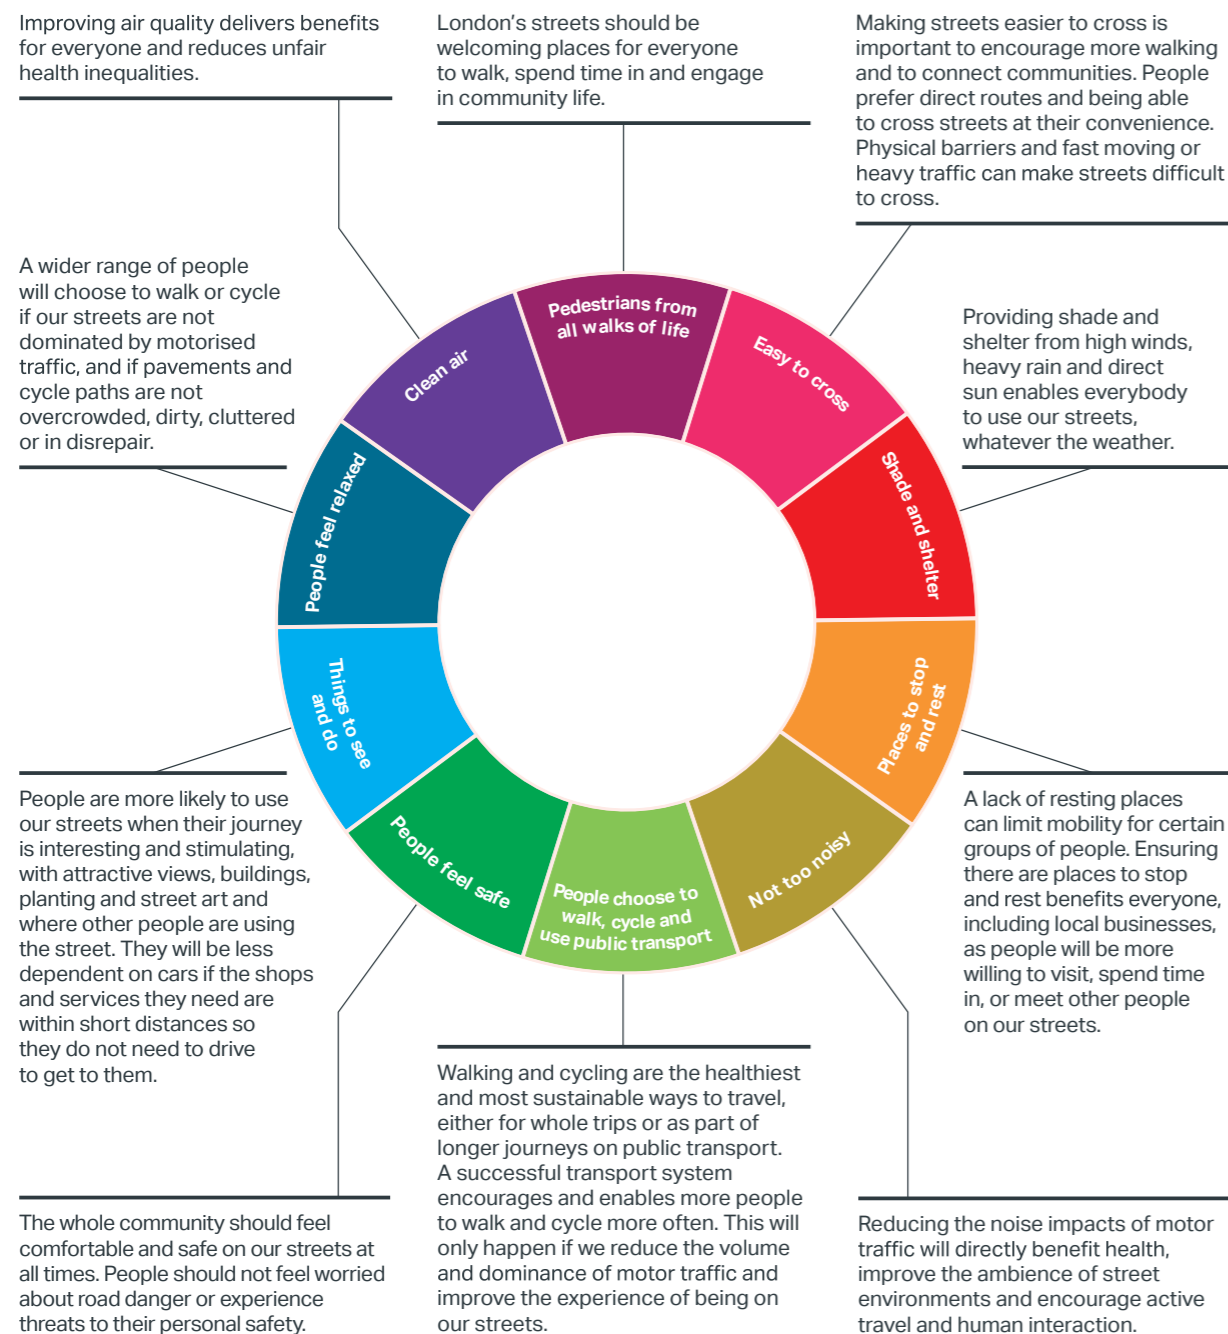 Improving air quality delivers benefits
for everyone and reduces unfair
health inequalities.
London’s streets should be
welcoming places for everyone
to walk, spend time in and engage
in community life.
Making streets easier to cross is
important to encourage more walking
and to connect communities. People
prefer direct routes and being able
to cross streets at their convenience.
Physical barriers and fast moving or
heavy traffic can make streets difficult
to cross.
A wider range of people
will choose to walk or cycle
if our streets are not
dominated by motorised
traffic, and if pavements and
cycle paths are not
overcrowded, dirty, cluttered
or in disrepair.
Providing shade and
shelter from high winds,
heavy rain and direct
sun enables everybody
to use our streets,
whatever the weather.
Pedestrians from
all walks of life
Easy to cross
Shade and shelter
Places to stop
and rest
Not too noisy
People choose to
walk, cycle and
use public transport
People feel safe
Things to see
and do
People feel relaxed
Clean air
People are more likely to use
our streets when their journey
is interesting and stimulating,
with attractive views, buildings,
planting and street art and
where other people are using
the street. They will be less
dependent on cars if the shops
and services they need are
within short distances so
they do not need to drive
to get to them.
A lack of resting places
can limit mobility for certain
groups of people. Ensuring
there are places to stop
and rest benefits everyone,
including local businesses,
as people will be more
willing to visit, spend time
in, or meet other people
on our streets.
The whole community should feel
comfortable and safe on our streets at
all times. People should not feel worried
about road danger or experience
threats to their personal safety.
Walking and cycling are the healthiest
and most sustainable ways to travel,
either for whole trips or as part of
longer journeys on public transport.
A successful transport system
encourages and enables more people
to walk and cycle more often. This will
only happen if we reduce the volume
and dominance of motor traffic and
improve the experience of being on
our streets.
Reducing the noise impacts of motor
traffic will directly benefit health,
improve the ambience of street
environments and encourage active
travel and human interaction.